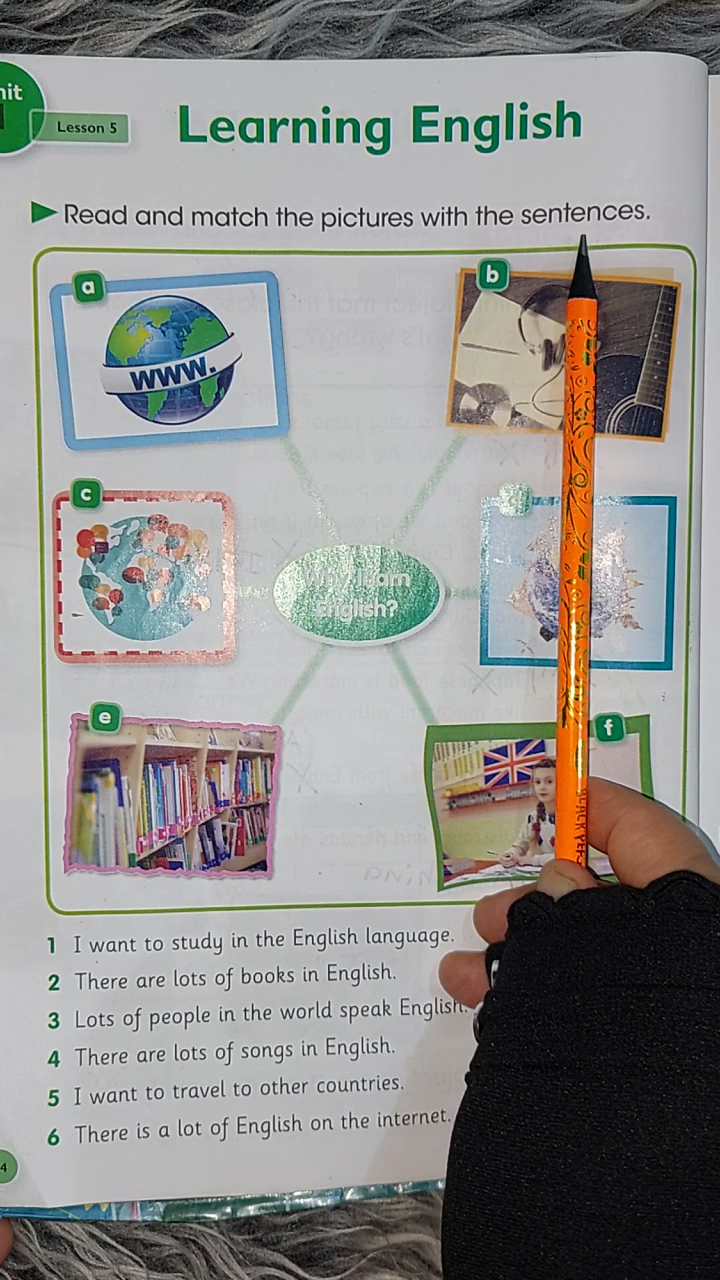 Lesson 5
Learning English
Read and match the pictures with the sentences.
a
b
www.
c
d
Why learn
English?
e
f
1 I want to study in the English language.
2 There are lots of books in English.
3 Lots of people in the world speak English.
4 There are lots of songs in English.
5 I want to travel to other countries.
6 There is a lot of English on the internet.